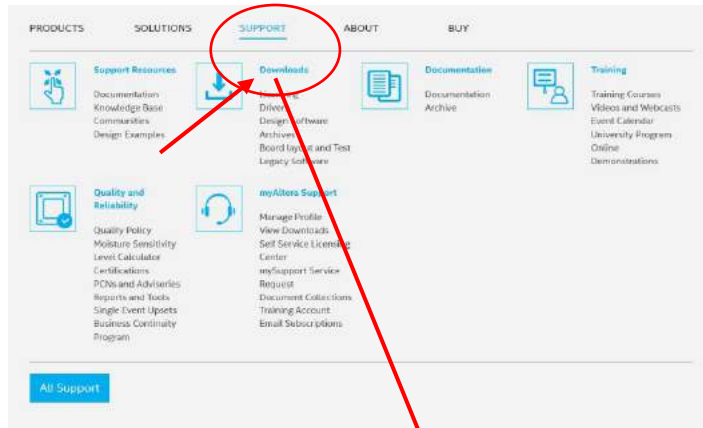 PRODUCTS SOLUTIONS SUPPORT ABOUT BUY
Support Resources
Documentation
Knowledge Base
Communities
Design Examples
Downloads
Licensing
Drivers
Design Software
Archives
Board layout and Test
Legacy Software
Documentation
Documentation
Archive
Training
Training Courses
Videos and Webcasts
Event Calendar
University Program
Online
Demonstrations
Quality and
Reliability
Quality Policy
Moisture Sensitivity
Level Calculator
Certifications
PCNs and Advisories
Reports and Tools
Single Event Upsets
Business Continuity
Program
myAltera Support
Manage Profile
View Downloads
Self Service Licensing
Center
mySupport Service
Request
Document Collections
Training Account
Email Subscriptions
All Support